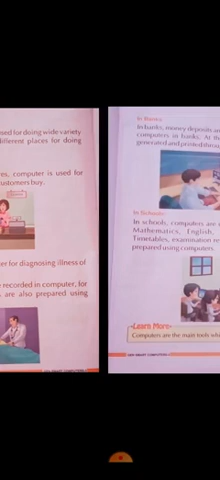 sed for doing wide variety
different places for doing
es, computer is used for
customers buy.
er for diagnosing illness of
recorded in computer, for
s are also prepared using
In Banks:
In banks, money deposits an
computers in banks. At th
generated and printed throu
In Schools:
In schools, computers are u
Mathematics, English,
Timetables, examination re
prepared using computers.
Learn More
Computers are the main tools wh